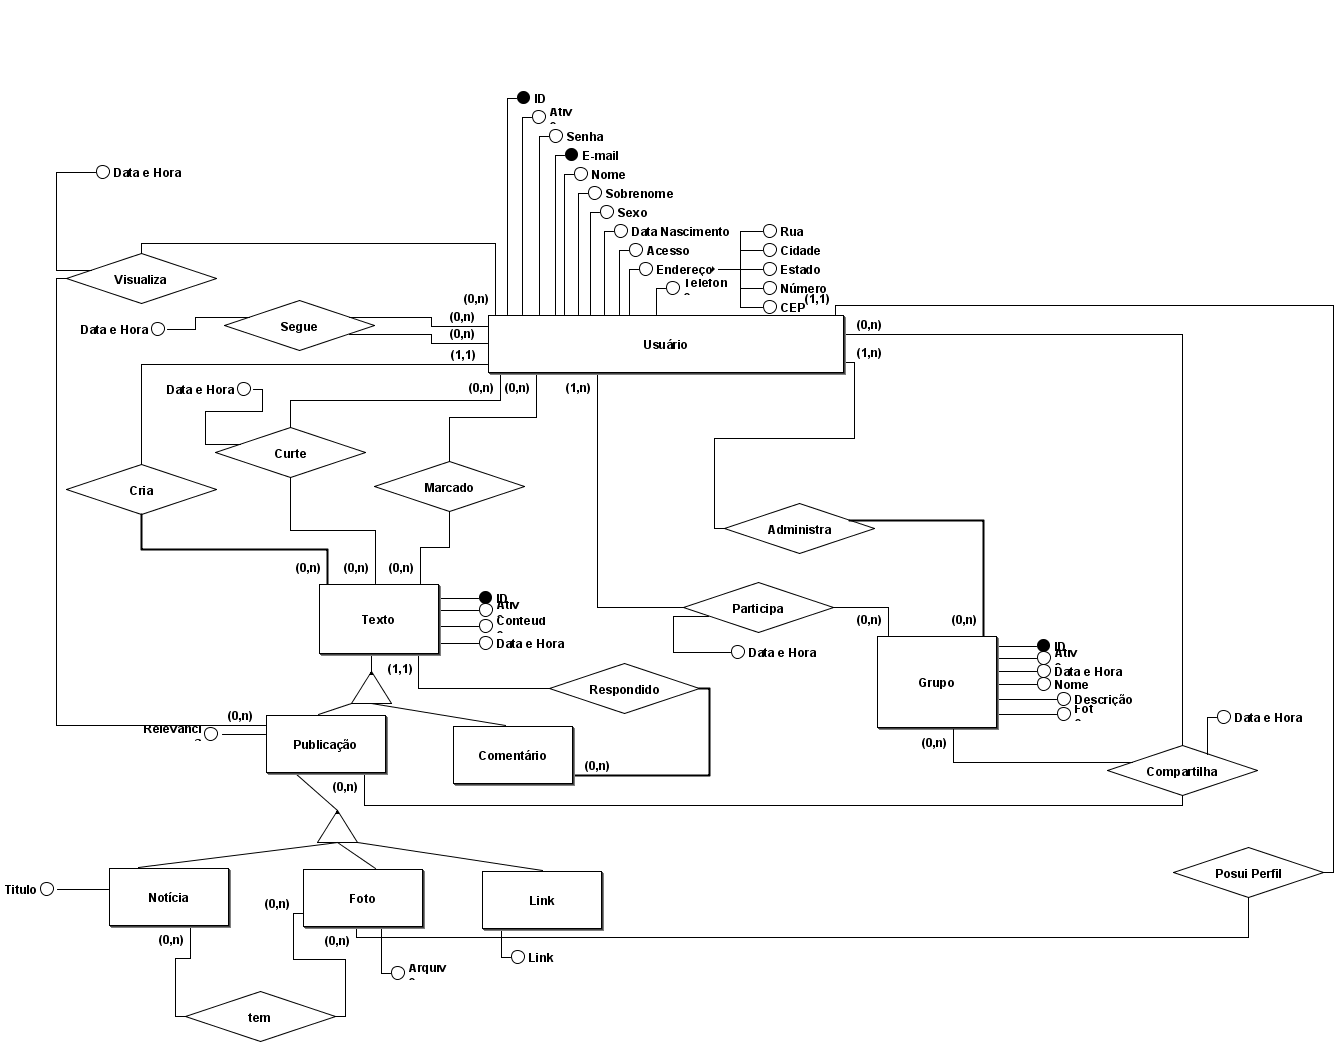 ID
Ativ
Senha
E-mail
Data e Hora
Nome
Sobrenome
Sexo
Data Nascimento
Rua
Acesso
Cidade
Endereço
Estado
Visualiza
Telefon
Número
(0,n)
(1,1)
CEP
(0,n)
Data e Hora
Segue
(0,n)
(0,n)
Usuário
(1,1)
(1,n)
Data e Hora
(0,n)
(0,n)
(1,n)
Curte
Cria
Marcado
Administra
(0,n)
(0,n)
(0,n)
ID
Ativ
Participa
Texto
Conteud
(0,n)
(0,n)
Data e Hora
Data e Hora
ID
Ativ
(1,1)
Data e Hora
Grupo
Nome
Respondido
Descrição
Fot
(0,n)
Data e Hora
Relevanci
Publicação
(0,n)
Comentário
(0,n)
Compartilha
(0,n)
Posui Perfil
Titulo
Notícia
Foto
Link
(0,n)
(0,n)
(0,n)
Link
Arquiv
tem